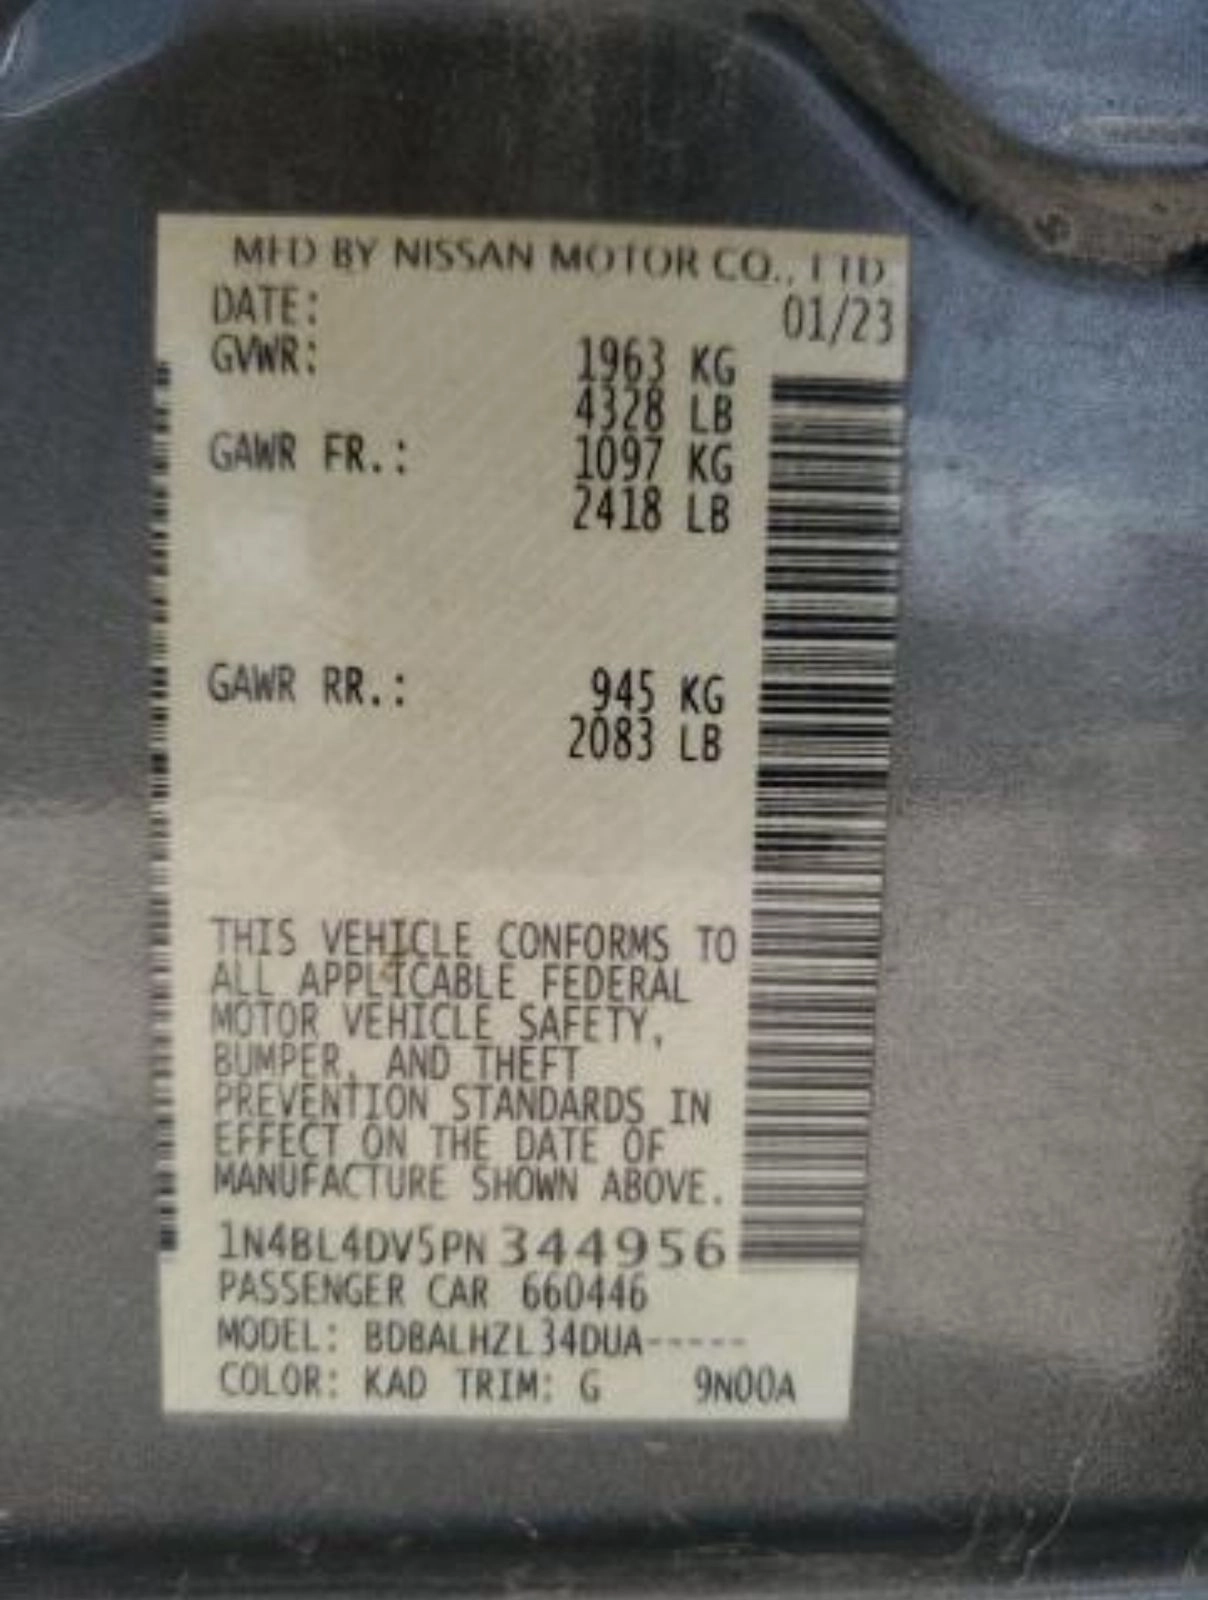 MFD BY NISSAN MOTOR CO., LTD
DATE: 01/23
GVWR: 1963 KG
4328 LB
GAWR FR.: 1097 KG
2418 LB
GAWR RR.: 945 KG
2083 LB
THIS VEHICLE CONFORMS TO
ALL APPLICABLE FEDERAL
MOTOR VEHICLE SAFETY,
BUMPER, AND THEFT
PREVENTION STANDARDS IN
EFFECT ON THE DATE OF
MANUFACTURE SHOWN ABOVE.
1N4BL4DV5PN 344956
PASSENGER CAR 660446
MODEL: BDBALHZL34DUA-----
COLOR: KAD TRIM: G 9N00A